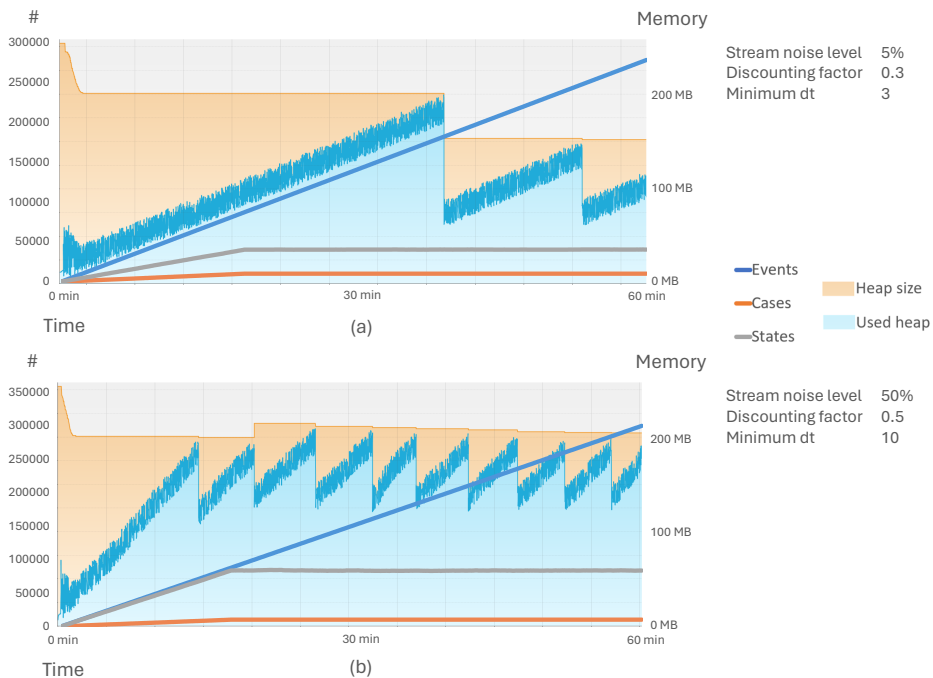 # Memory
300000
250000
200000
150000
100000
50000
0
200 MB
100 MB
0 MB
0 min 30 min 60 min
Time (a)
Stream noise level 5%
Discounting factor 0.3
Minimum dt 3
Events
Cases
States
Heap size
Used heap
# Memory
350000
300000
250000
200000
150000
100000
50000
0
200 MB
100 MB
0 MB
0 min 30 min 60 min
Time (b)
Stream noise level 50%
Discounting factor 0.5
Minimum dt 10